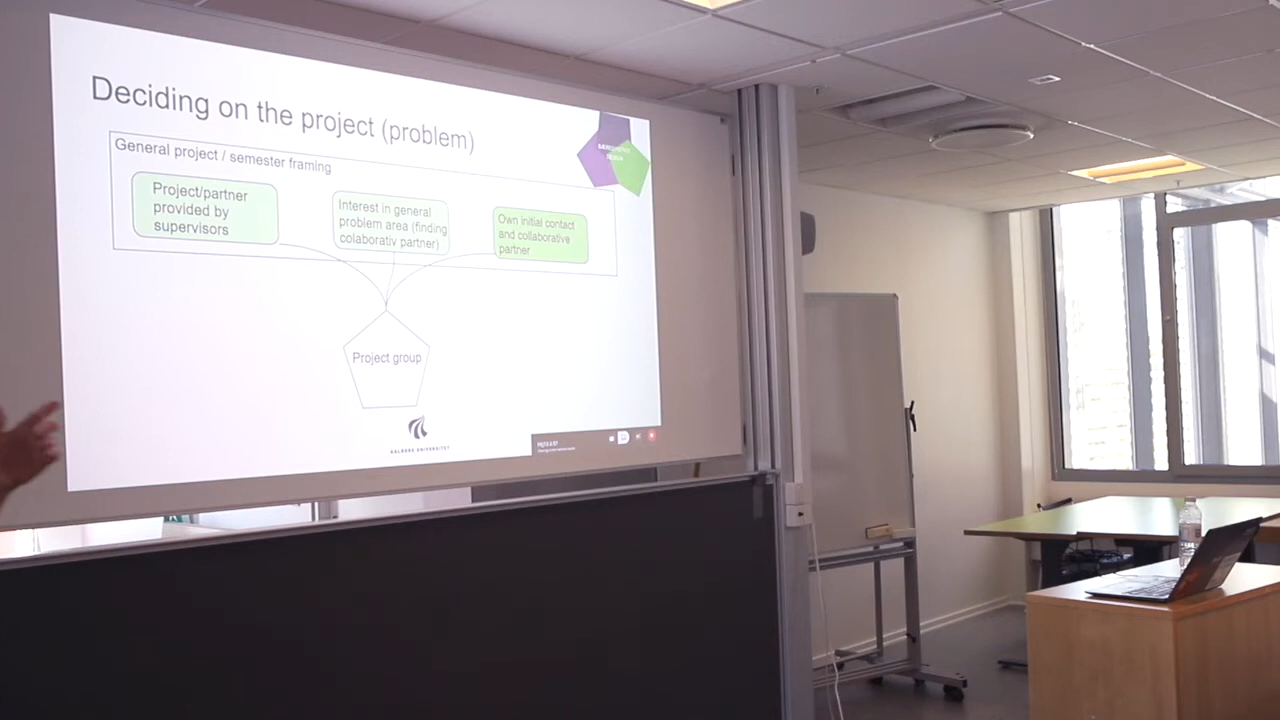 Deciding on the project (problem)
General project / semester framing
Project/partner
provided by
supervisors
Interest in general
problem area (finding
colaborativ partner)
Own initial contact
and collaborative
partner
Project group
AALBORG UNIVERSITET